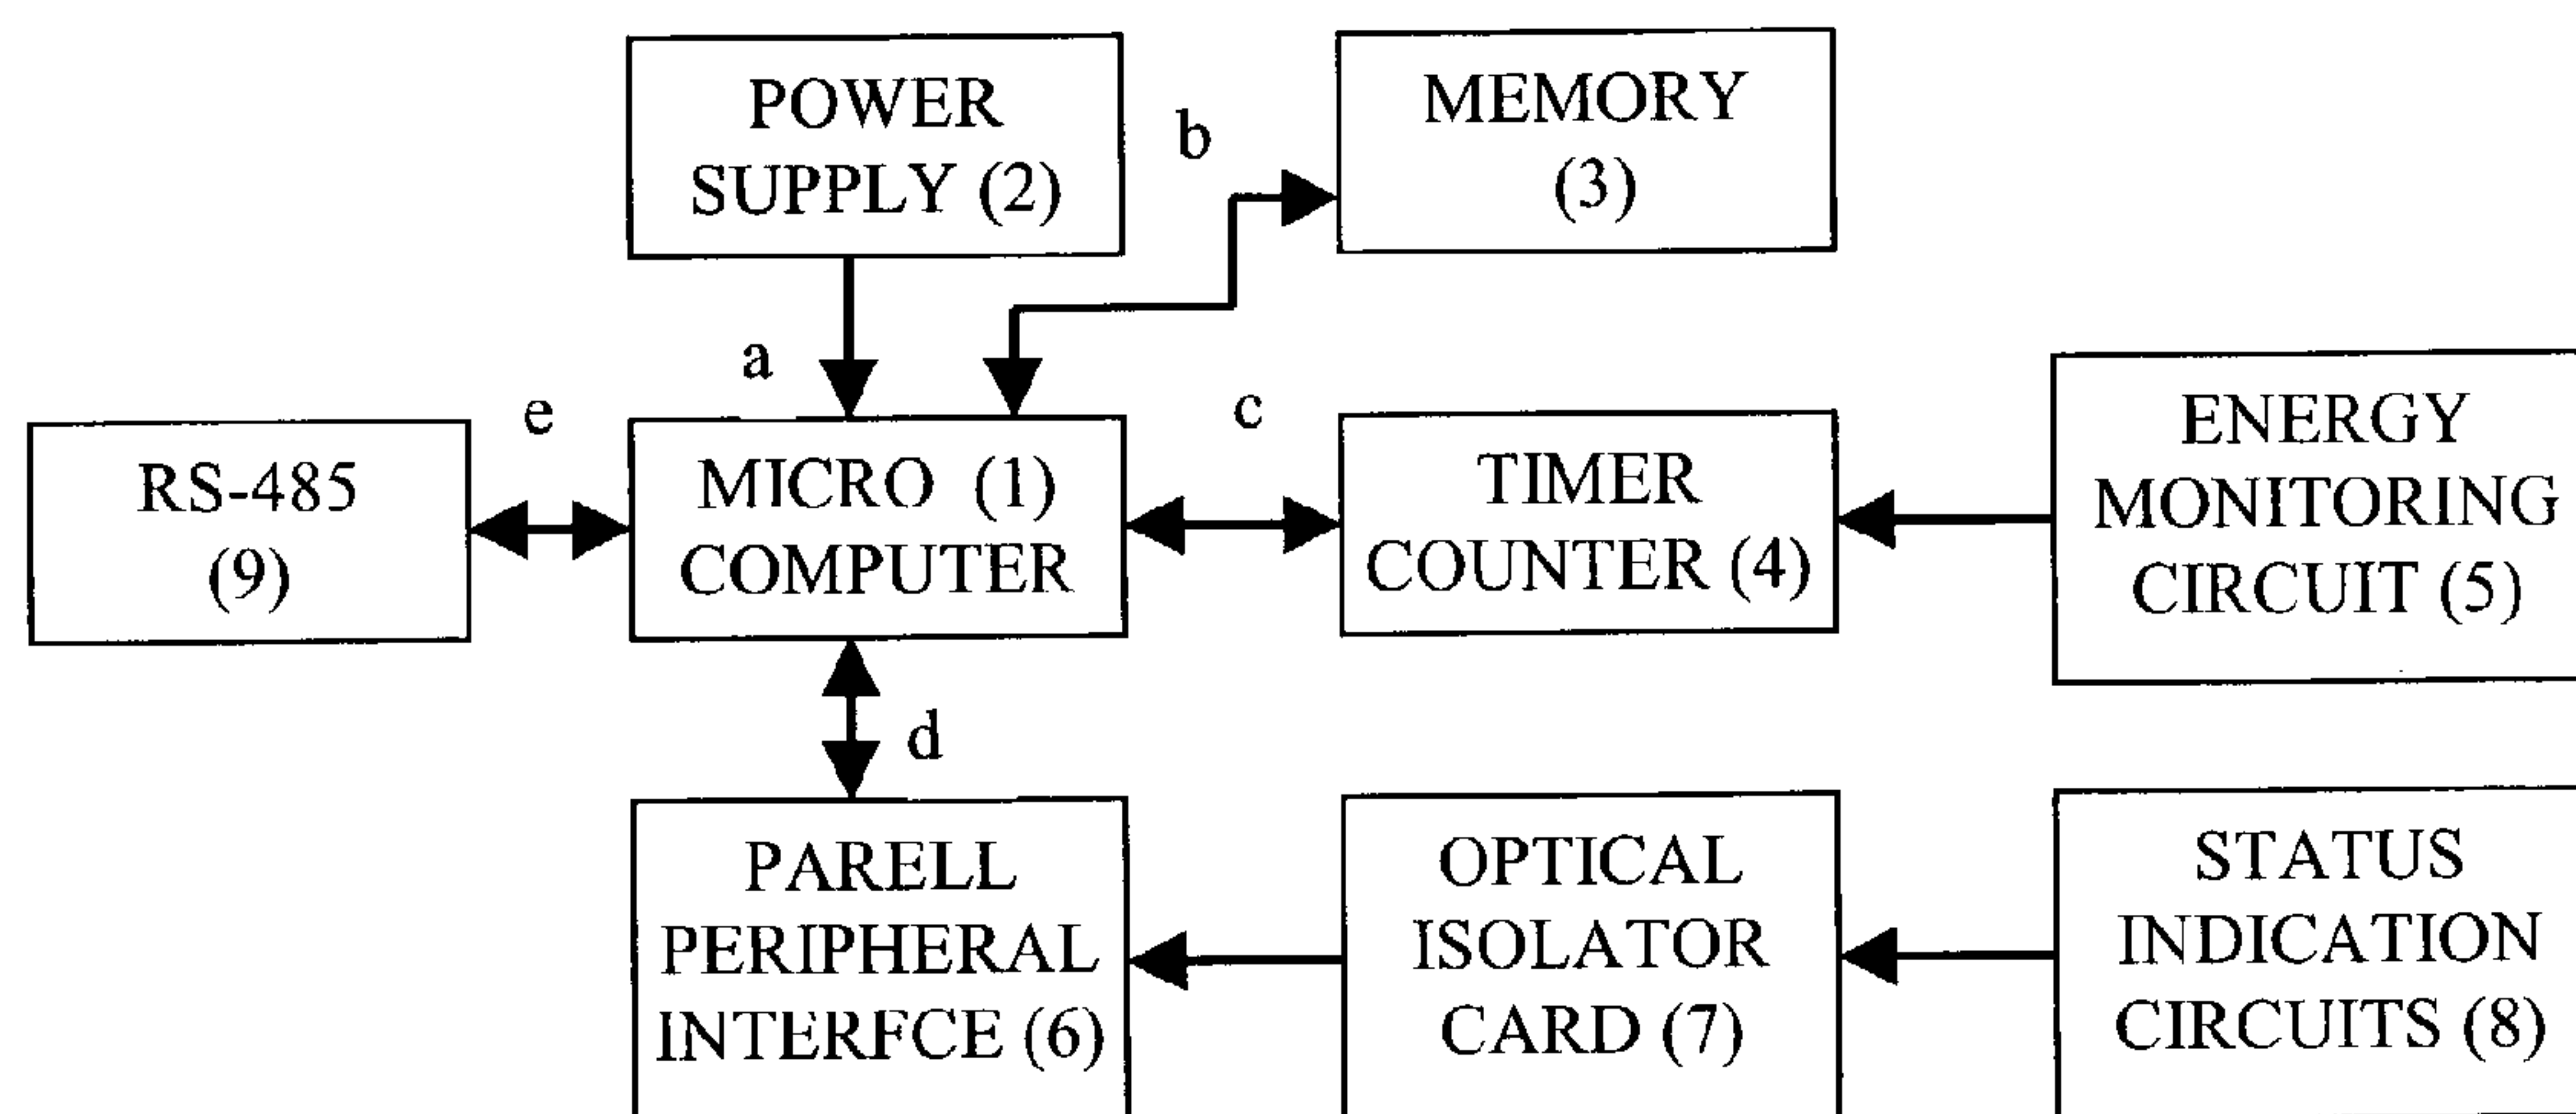 POWER
SUPPLY (2)
b
MEMORY
(3)
a
e
RS-485
(9)
MICRO (1)
COMPUTER
c
TIMER
COUNTER (4)
ENERGY
MONITORING
CIRCUIT (5)
d
PARELL
PERIPHERAL
INTERFCE (6)
OPTICAL
ISOLATOR
CARD (7)
STATUS
INDICATION
CIRCUITS (8)